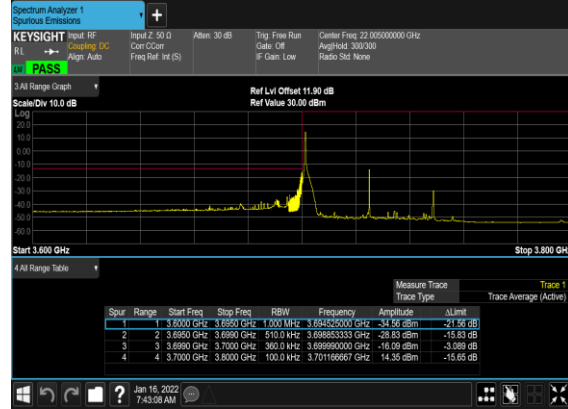 Spectrum Analyzer 1
Spurious Emissions
KEYSIGHT Input: RF Input Z: 50 Ω Atten: 30 dB Trig: Free Run Center Freq: 22.005000000 GHz
RL Coupling: DC Corr CCorr Gate: Off Avg|Hold: 300/300
Align: Auto Freq Ref: Int (S) IF Gain: Low Radio Std: None
PASS
3 All Range Graph
Ref Lvl Offset 11.90 dB
Scale/Div 10.0 dB Ref Value 30.00 dBm
Log
20.0
10.0
0.00
-10.0
-20.0
-30.0
-40.0
-50.0
-60.0
Start 3.600 GHz Stop 3.800 GHz
4 All Range Table
Measure Trace Trace 1
Trace Type Trace Average (Active)
Spur Range Start Freq Stop Freq RBW Frequency Amplitude ΔLimit
1 1 3.6000 GHz 3.6950 GHz 1.000 MHz 3.694525000 GHz -34.56 dBm -21.56 dB
2 2 3.6950 GHz 3.6990 GHz 510.0 kHz 3.698853333 GHz -28.83 dBm -15.83 dB
3 3 3.6990 GHz 3.7000 GHz 360.0 kHz 3.699990000 GHz -16.09 dBm -3.089 dB
4 4 3.7000 GHz 3.8000 GHz 100.0 kHz 3.701166667 GHz 14.35 dBm -15.65 dB
? Jan 16, 2022
7:43:08 AM